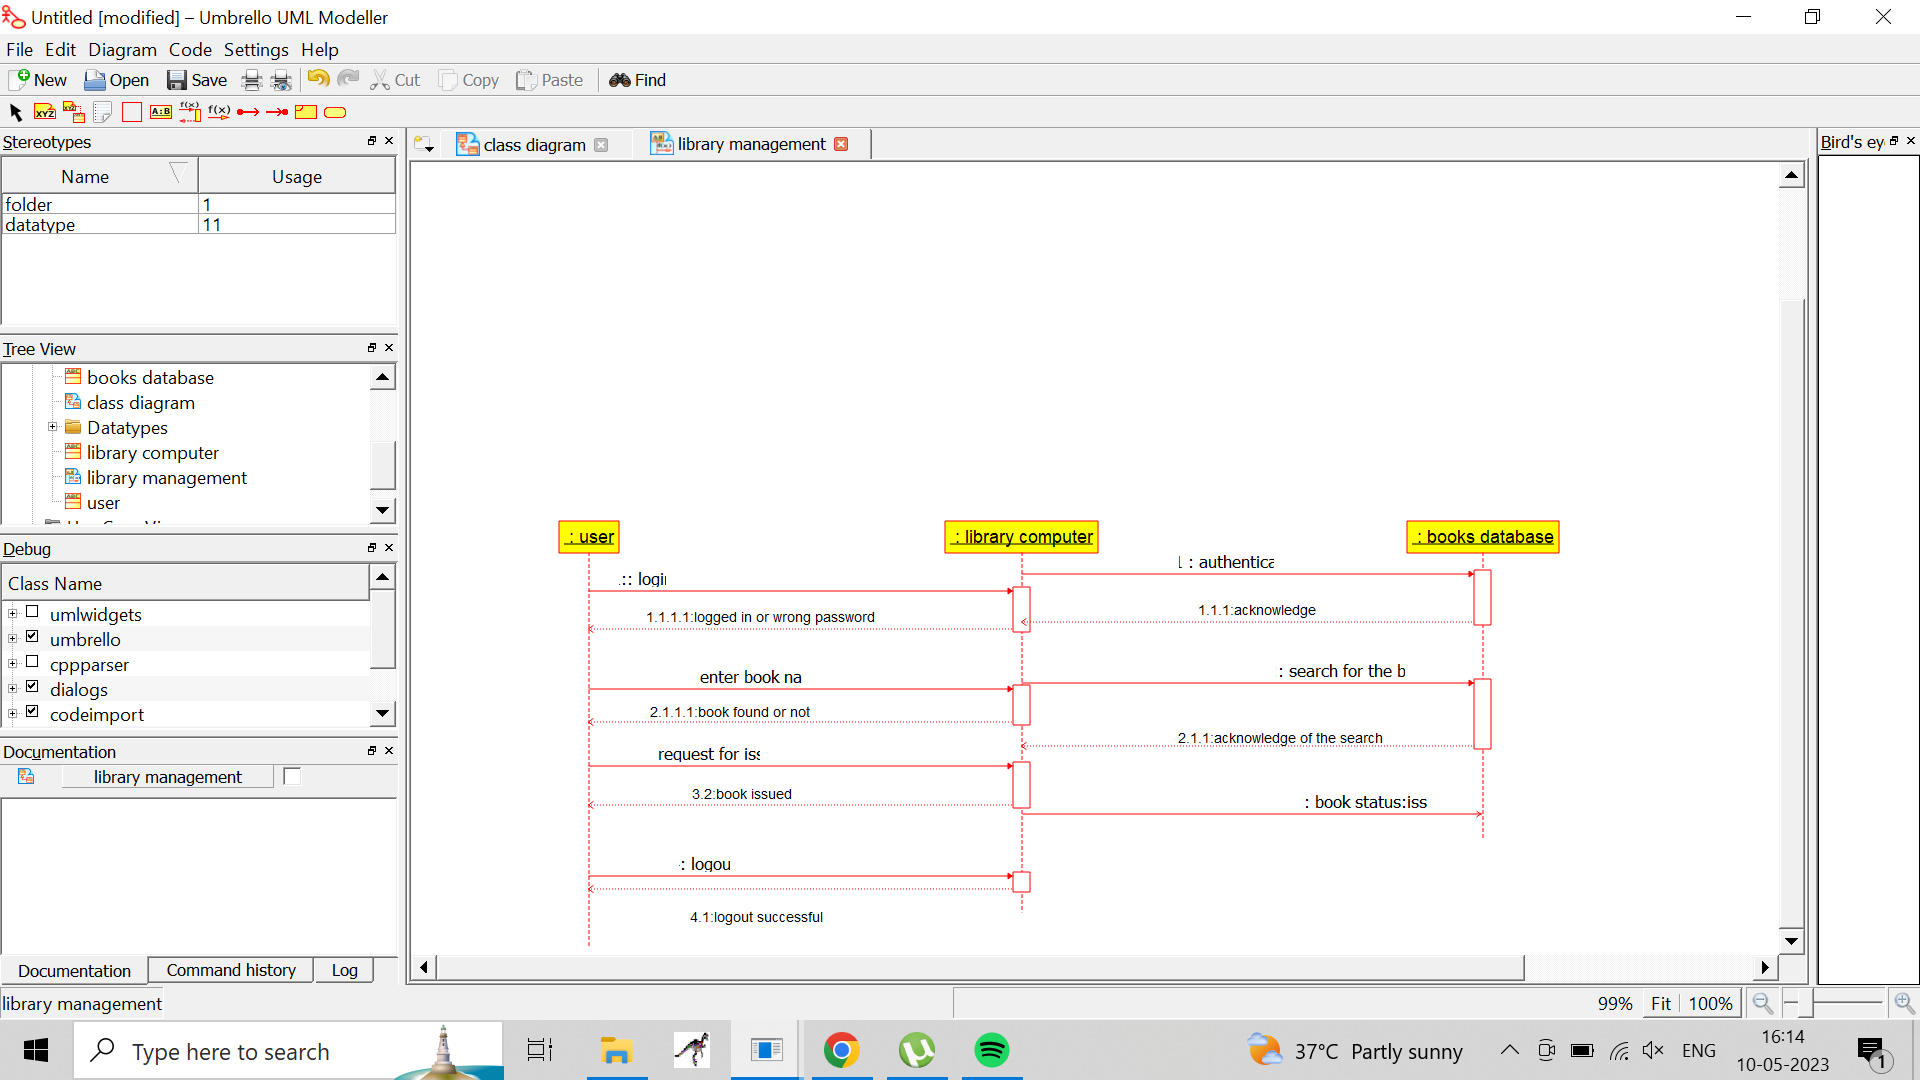 Untitled [modified] – Umbrello UML Modeller
File Edit Diagram Code Settings Help
New Open Save Cut Copy Paste Find
XYZ XYZ A:B f(x) f(x)
Stereotypes
Name Usage
folder 1
datatype 11
Tree View
books database
class diagram
Datatypes
library computer
library management
user
Debug
Class Name
umlwidgets
umbrello
cppparser
dialogs
codeimport
Documentation
library management
Documentation Command history Log
class diagram library management
: user : library computer : books database
: authentica
:: logi
1.1.1:acknowledge
1.1.1.1:logged in or wrong password
: search for the b
enter book na
2.1.1.1:book found or not
2.1.1:acknowledge of the search
request for iss
3.2:book issued
: book status:iss
: logou
4.1:logout successful
Bird's ey
library management 99% Fit 100%
Type here to search
37°C Partly sunny
ENG
16:14
10-05-2023
1